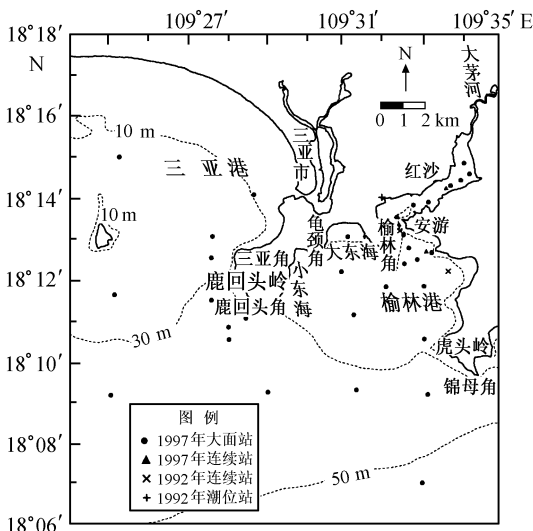 109°27′ 109°31′ 109°35′ E
18°18′
N
18°16′
18°14′
18°12′
18°10′
18°08′
18°06′
N
0 1 2 km
大茅河
10 m
三亚市
三亚港
红沙
10 m
龟颈角
榆林角
安游
大东海
三亚角
鹿回头岭
小东海
鹿回头角
榆林港
30 m
虎头岭
锦母角
图例
1997年大面站
1997年连续站
1992年连续站
1992年潮位站
50 m